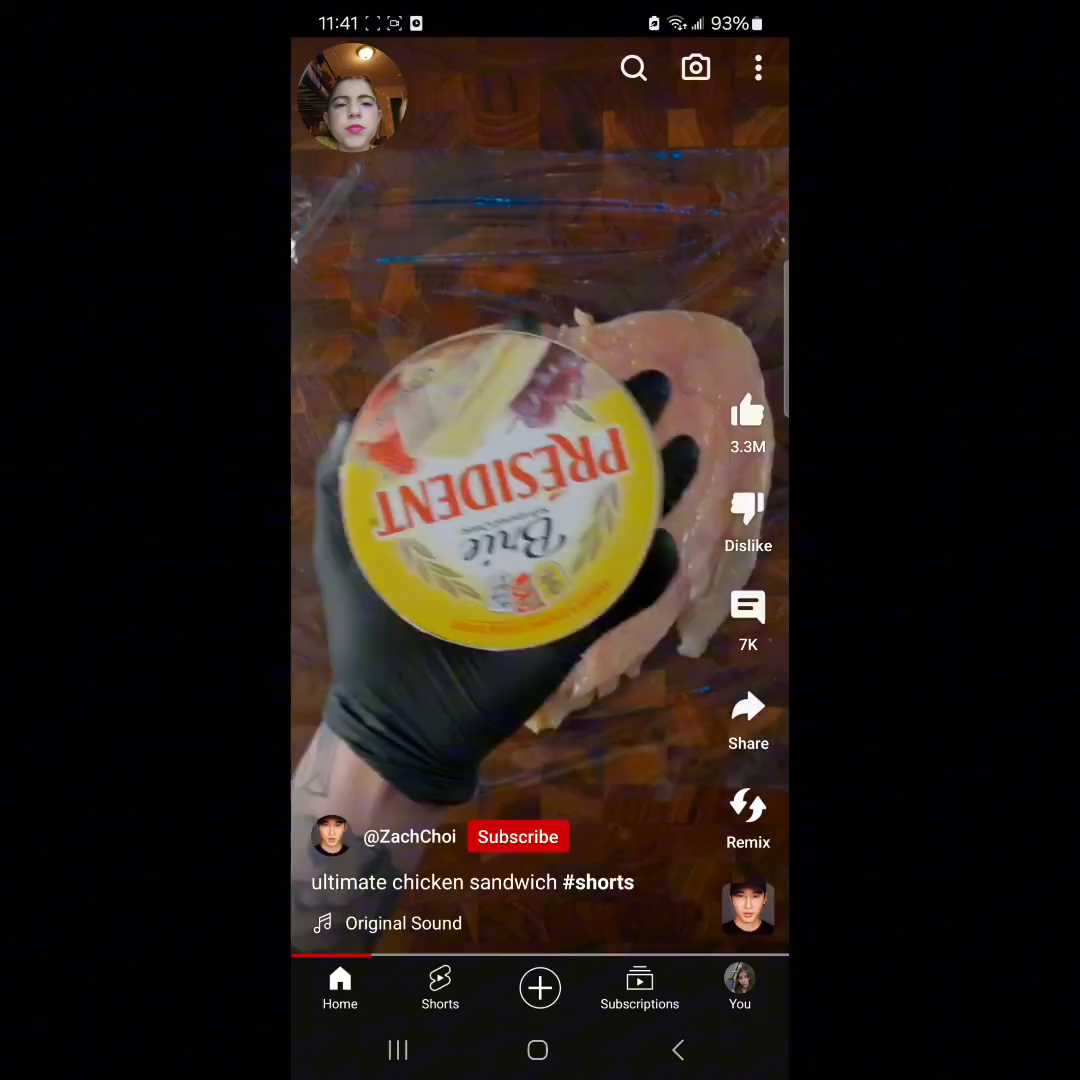 11:41
93%
PRÉSIDENT
Brie
3.3M
Dislike
7K
Share
Remix
@ZachChoi
Subscribe
ultimate chicken sandwich #shorts
Original Sound
Home
Shorts
Subscriptions
You